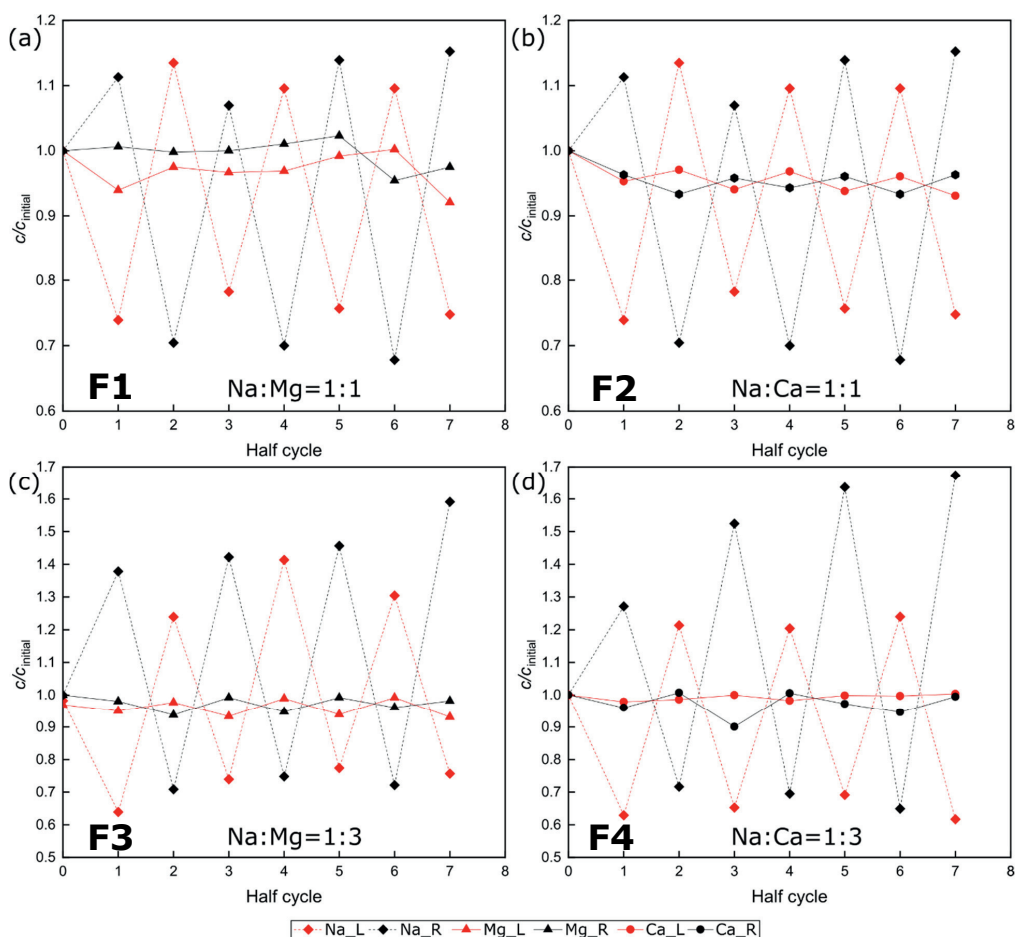 (a)
1.2
1.1
1.0
0.9
0.8
0.7
0.6
c/c_initial
F1
Na:Mg=1:1
0 1 2 3 4 5 6 7 8
Half cycle
(b)
1.2
1.1
1.0
0.9
0.8
0.7
0.6
c/c_initial
F2
Na:Ca=1:1
0 1 2 3 4 5 6 7 8
Half cycle
(c)
1.7
1.6
1.5
1.4
1.3
1.2
1.1
1.0
0.9
0.8
0.7
0.6
0.5
c/c_initial
F3
Na:Mg=1:3
0 1 2 3 4 5 6 7 8
Half cycle
(d)
1.7
1.6
1.5
1.4
1.3
1.2
1.1
1.0
0.9
0.8
0.7
0.6
0.5
c/c_initial
F4
Na:Ca=1:3
0 1 2 3 4 5 6 7 8
Half cycle
Na_L Na_R Mg_L Mg_R Ca_L Ca_R